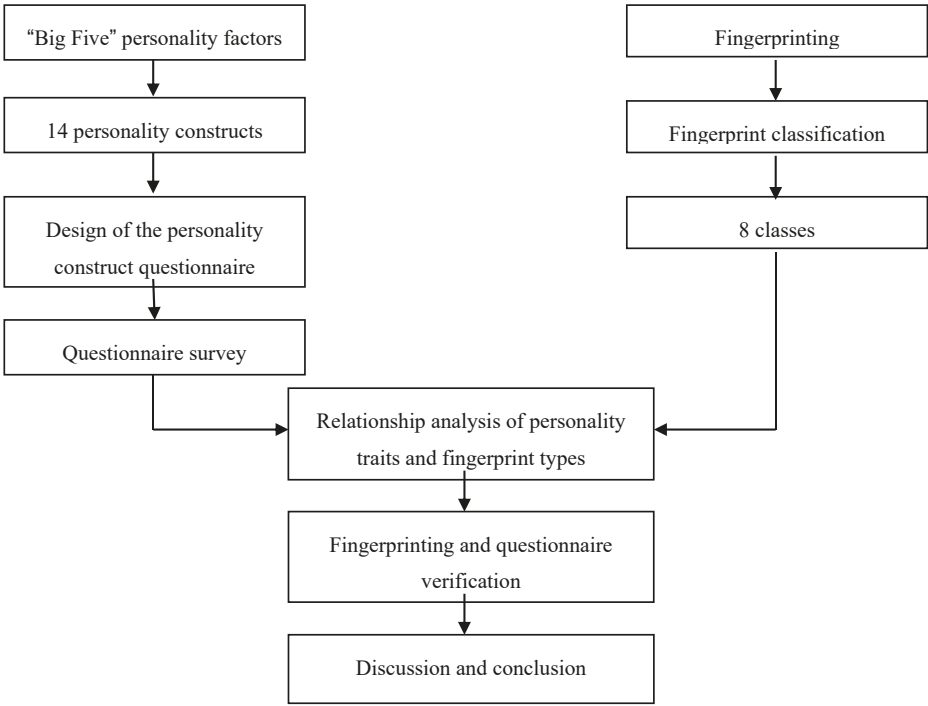 “Big Five” personality factors
Fingerprinting
14 personality constructs
Fingerprint classification
Design of the personality
construct questionnaire
8 classes
Questionnaire survey
Relationship analysis of personality
traits and fingerprint types
Fingerprinting and questionnaire
verification
Discussion and conclusion